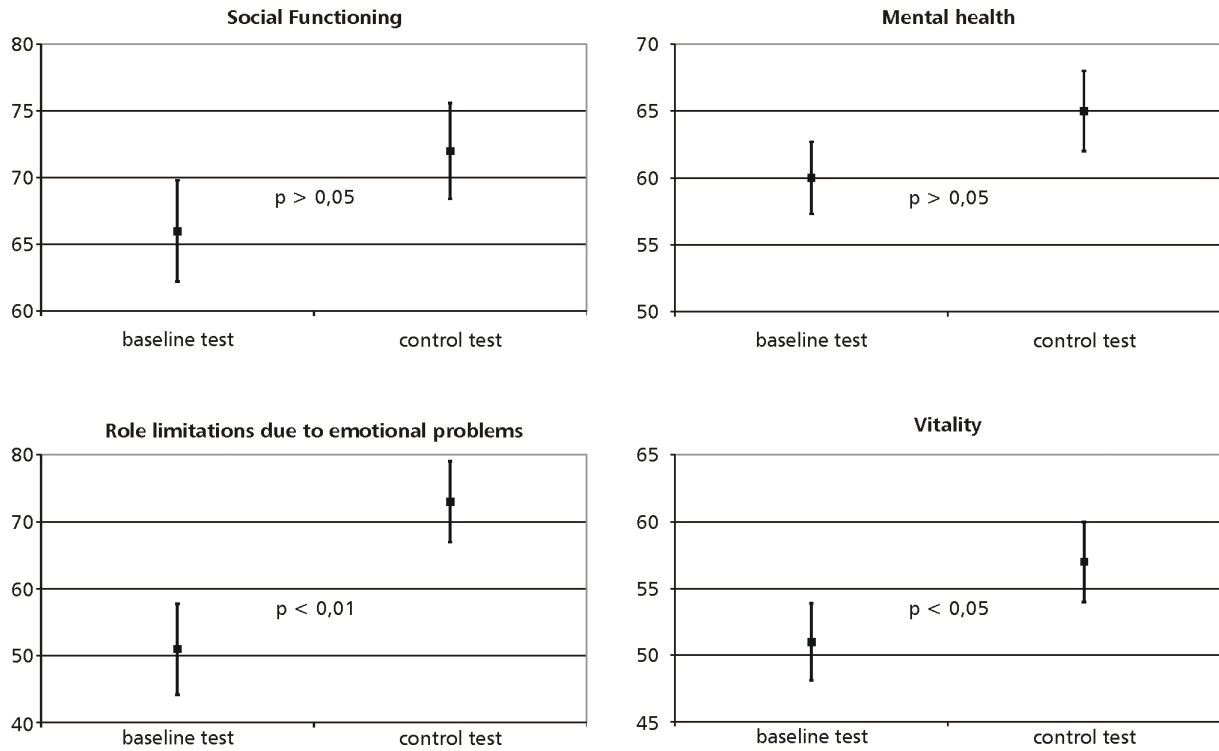 Social Functioning
80
75
70
65
60
p > 0,05
baseline test
control test
Mental health
70
65
60
55
50
p > 0,05
baseline test
control test
Role limitations due to emotional problems
80
70
60
50
40
p < 0,01
baseline test
control test
Vitality
65
60
55
50
45
p < 0,05
baseline test
control test